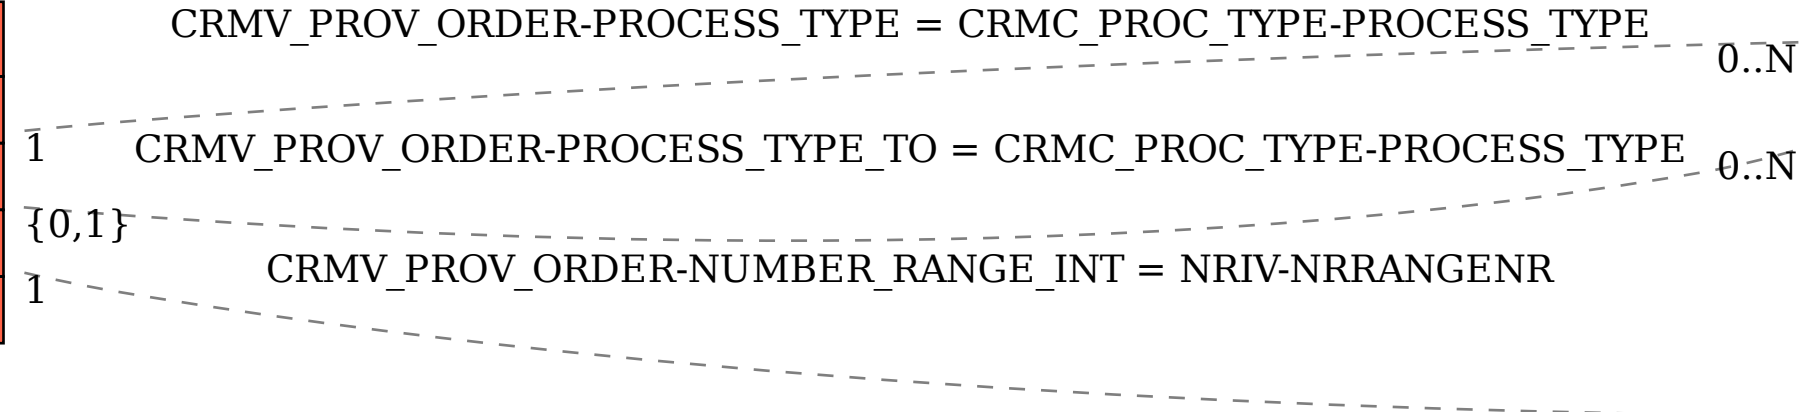 CRMV_PROV_ORDER-PROCESS_TYPE = CRMC_PROC_TYPE-PROCESS_TYPE
0..N
1
CRMV_PROV_ORDER-PROCESS_TYPE_TO = CRMC_PROC_TYPE-PROCESS_TYPE
0..N
{0,1}
CRMV_PROV_ORDER-NUMBER_RANGE_INT = NRIV-NRRANGENR
1